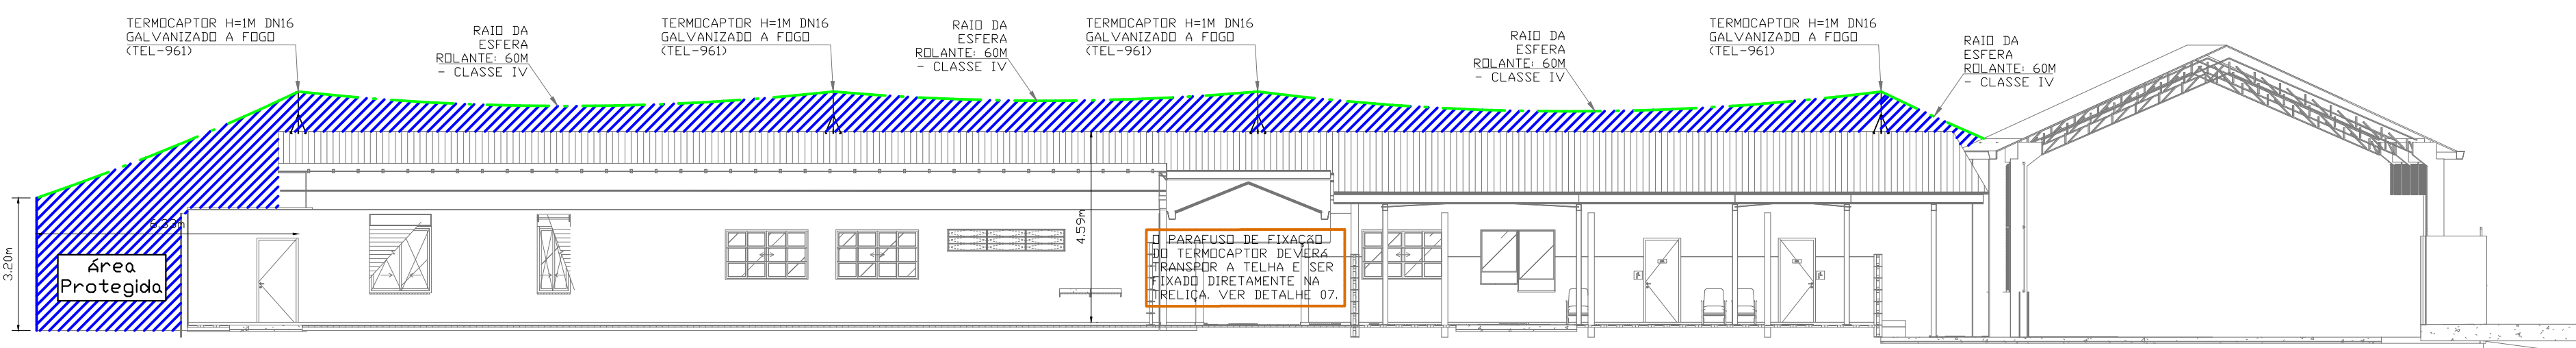 TERMOCAPTOR H=1M DN16
GALVANIZADO A FOGO
(TEL-961)
RAIO DA
ESFERA
ROLANTE: 60M
- CLASSE IV
TERMOCAPTOR H=1M DN16
GALVANIZADO A FOGO
(TEL-961)
RAIO DA
ESFERA
ROLANTE: 60M
- CLASSE IV
TERMOCAPTOR H=1M DN16
GALVANIZADO A FOGO
(TEL-961)
RAIO DA
ESFERA
ROLANTE: 60M
- CLASSE IV
TERMOCAPTOR H=1M DN16
GALVANIZADO A FOGO
(TEL-961)
RAIO DA
ESFERA
ROLANTE: 60M
- CLASSE IV
3.20m
6.33m
Área
Protegida
4.59m
O PARAFUSO DE FIXAÇÃO
DO TERMOCAPTOR DEVERÁ
TRANSPOR A TELHA E SER
FIXADO DIRETAMENTE NA
TRELIÇA. VER DETALHE 07.